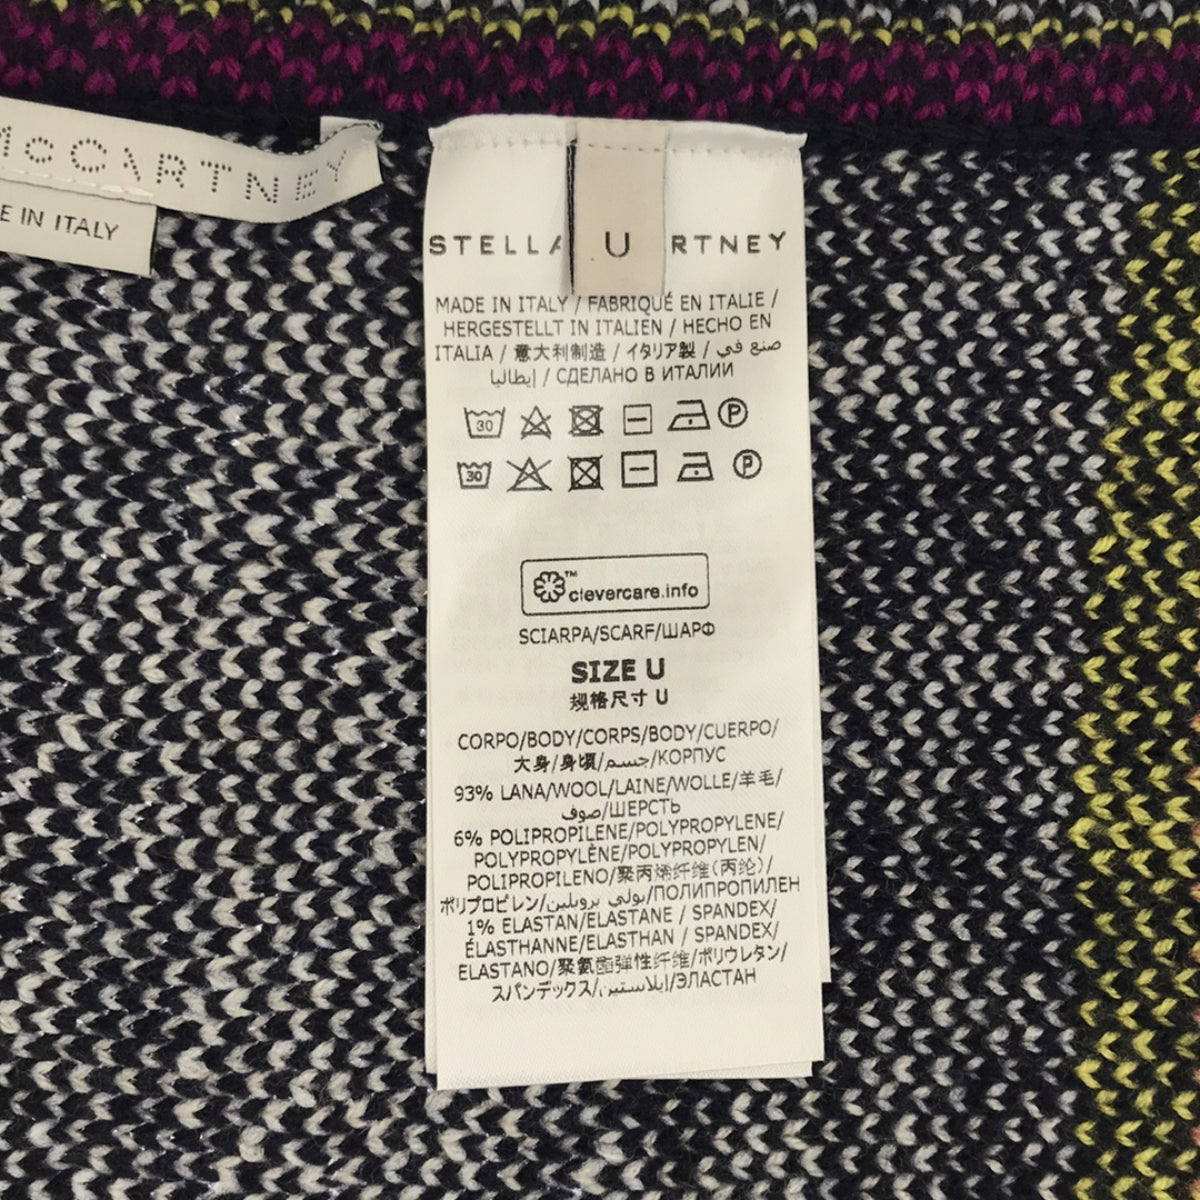 McCARTNEY
E IN ITALY
STELLA U RTNEY
MADE IN ITALY / FABRIQUÉ EN ITALIE /
HERGESTELLT IN ITALIEN / HECHO EN
ITALIA / 意大利制造 / イタリア製 / صنع في
إيطاليا / СДЕЛАНО В ИТАЛИИ
30 P
30 P
™ clevercare.info
SCIARPA/SCARF/ШАРФ
SIZE U
规格尺寸 U
CORPO/BODY/CORPS/BODY/CUERPO/
大身/身頃/جسم/КОРПУС
93% LANA/WOOL/LAINE/WOLLE/羊毛/
صوف/ШЕРСТЬ
6% POLIPROPILENE/POLYPROPYLENE/
POLYPROPYLÈNE/POLYPROPYLEN/
POLIPROPILENO/聚丙烯纤维(丙纶)/
ポリプロピレン/بولي بروبلين/ПОЛИПРОПИЛЕН
1% ELASTAN/ELASTANE / SPANDEX/
ÉLASTHANNE/ELASTHAN / SPANDEX/
ELASTANO/聚氨酯弹性纤维/ポリウレタン/
スパンデックス/إيلاستين/ЭЛАСТАН